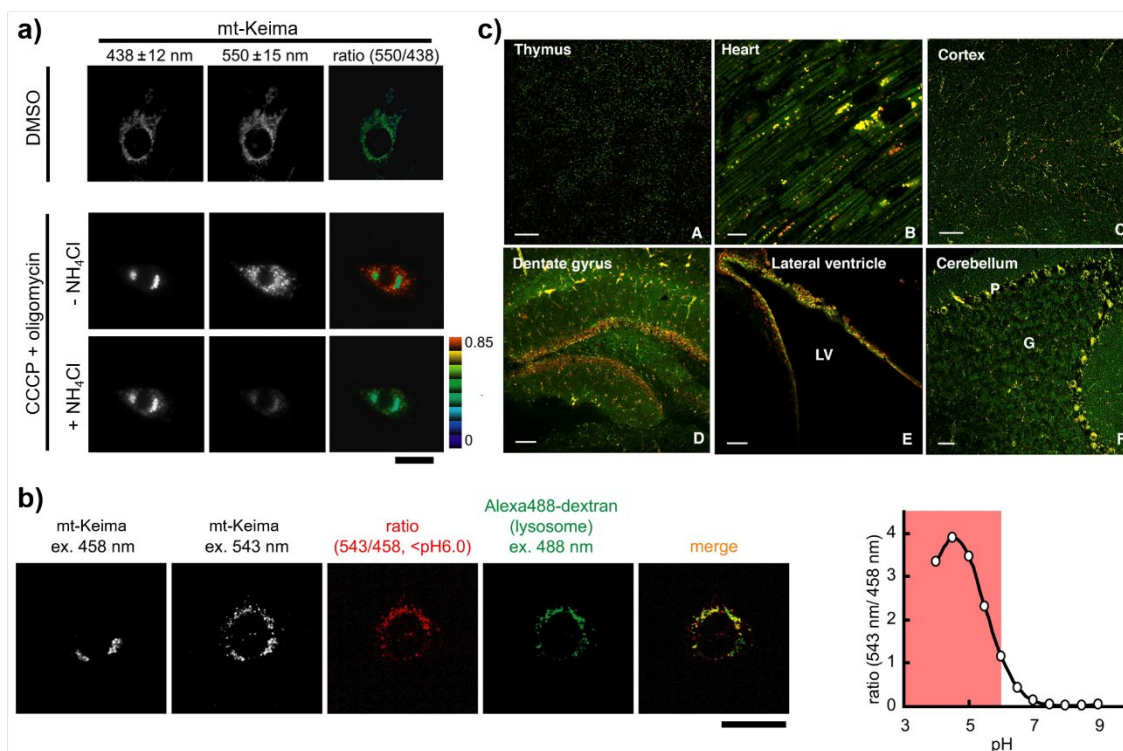 a)
mt-Keima
438 ±12 nm 550 ±15 nm ratio (550/438)
DMSO
CCCP + oligomycin
- NH4Cl
+ NH4Cl
0.85
0
b)
mt-Keima
ex. 458 nm
mt-Keima
ex. 543 nm
ratio
(543/458, <pH6.0)
Alexa488-dextran
(lysosome)
ex. 488 nm
merge
c)
Thymus
A
Heart
B
Cortex
C
Dentate gyrus
D
Lateral ventricle
LV
E
Cerebellum
P
G
F
ratio (543 nm/ 458 nm)
4
3
2
1
0
3 5 7 9
pH